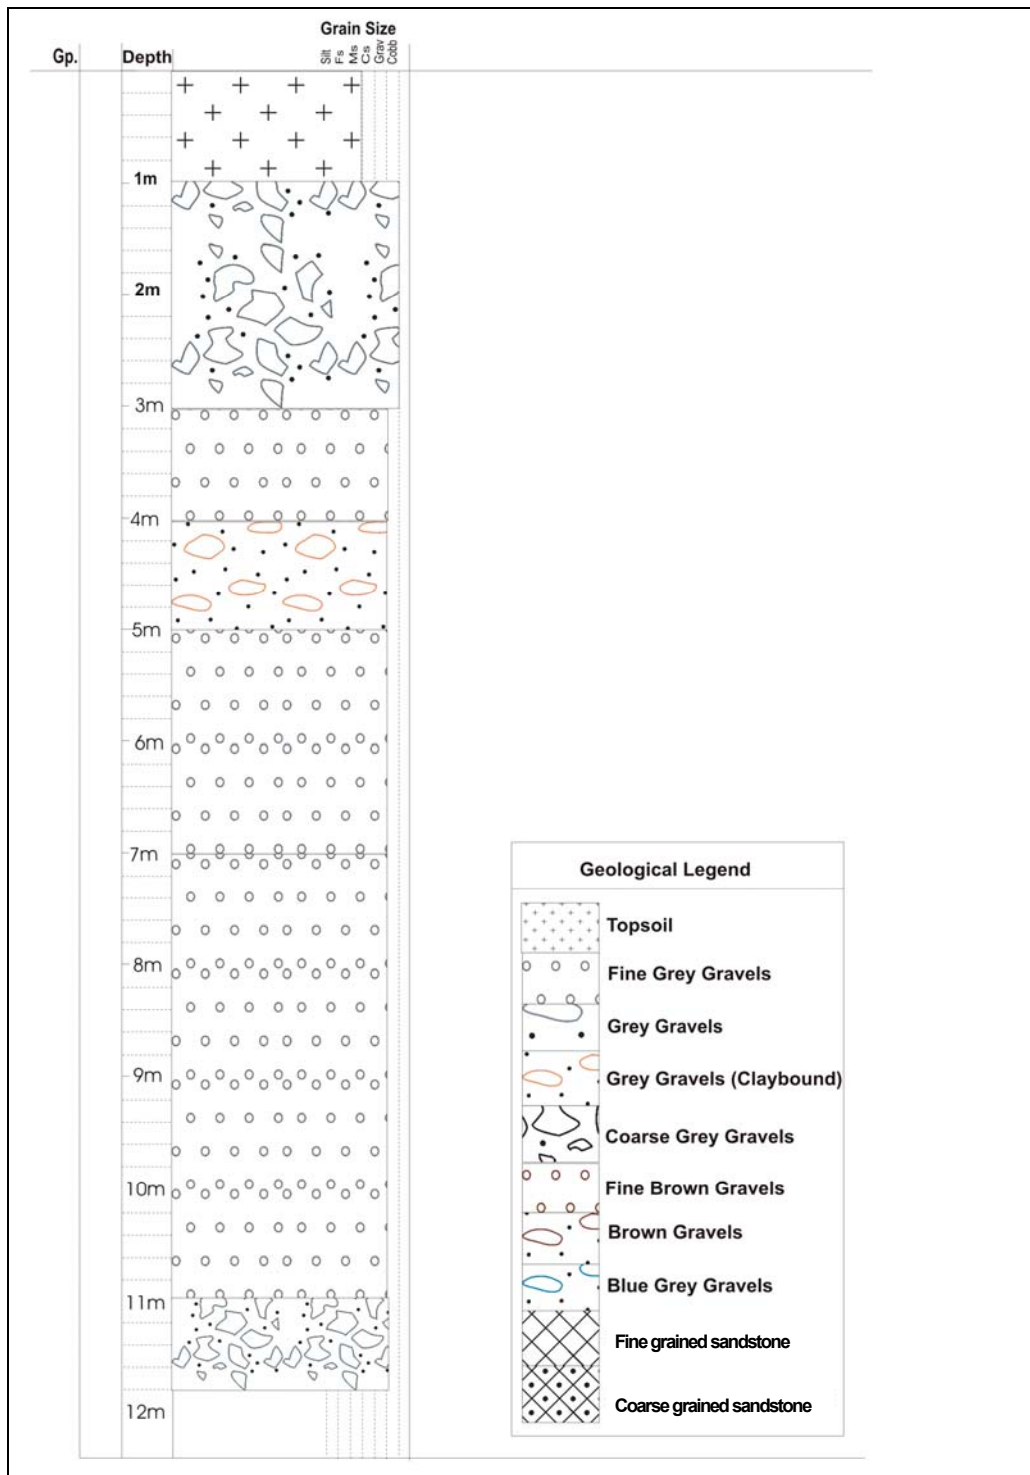 Grain Size
Silt
Fs
Ms
Cs
Grav
Cobb
Gp.
Depth
1m
2m
3m
4m
5m
6m
7m
8m
9m
10m
11m
12m
Geological Legend
Topsoil
Fine Grey Gravels
Grey Gravels
Grey Gravels (Claybound)
Coarse Grey Gravels
Fine Brown Gravels
Brown Gravels
Blue Grey Gravels
Fine grained sandstone
Coarse grained sandstone